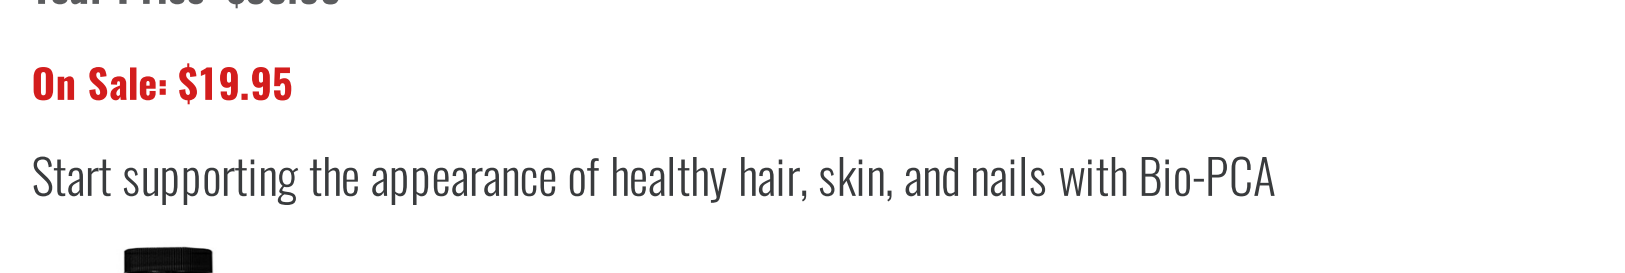 On Sale: $19.95
Start supporting the appearance of healthy hair, skin, and nails with Bio-PCA